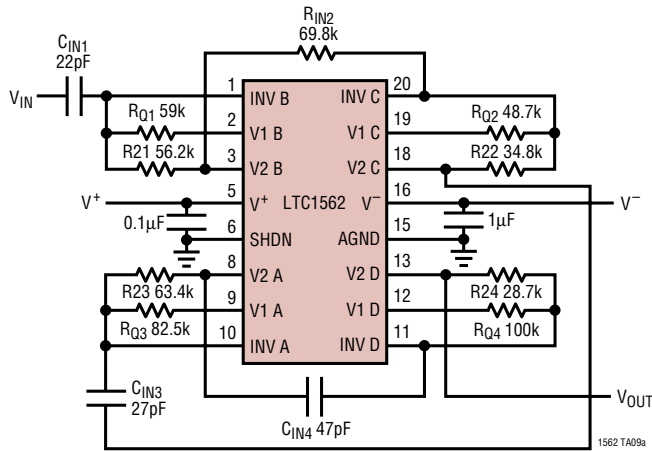 RIN2
69.8k
CIN1
22pF
VIN
1 INV B INV C 20
RQ1 59k
2 V1 B V1 C 19
RQ2 48.7k
R21 56.2k
3 V2 B V2 C 18
R22 34.8k
V+
5 V+ LTC1562 V− 16
V−
0.1µF
6 SHDN AGND 15
1µF
8 V2 A V2 D 13
R23 63.4k
R24 28.7k
9 V1 A V1 D 12
RQ3 82.5k
RQ4 100k
10 INV A INV D 11
CIN3
27pF
CIN4 47pF
VOUT
1562 TA09a